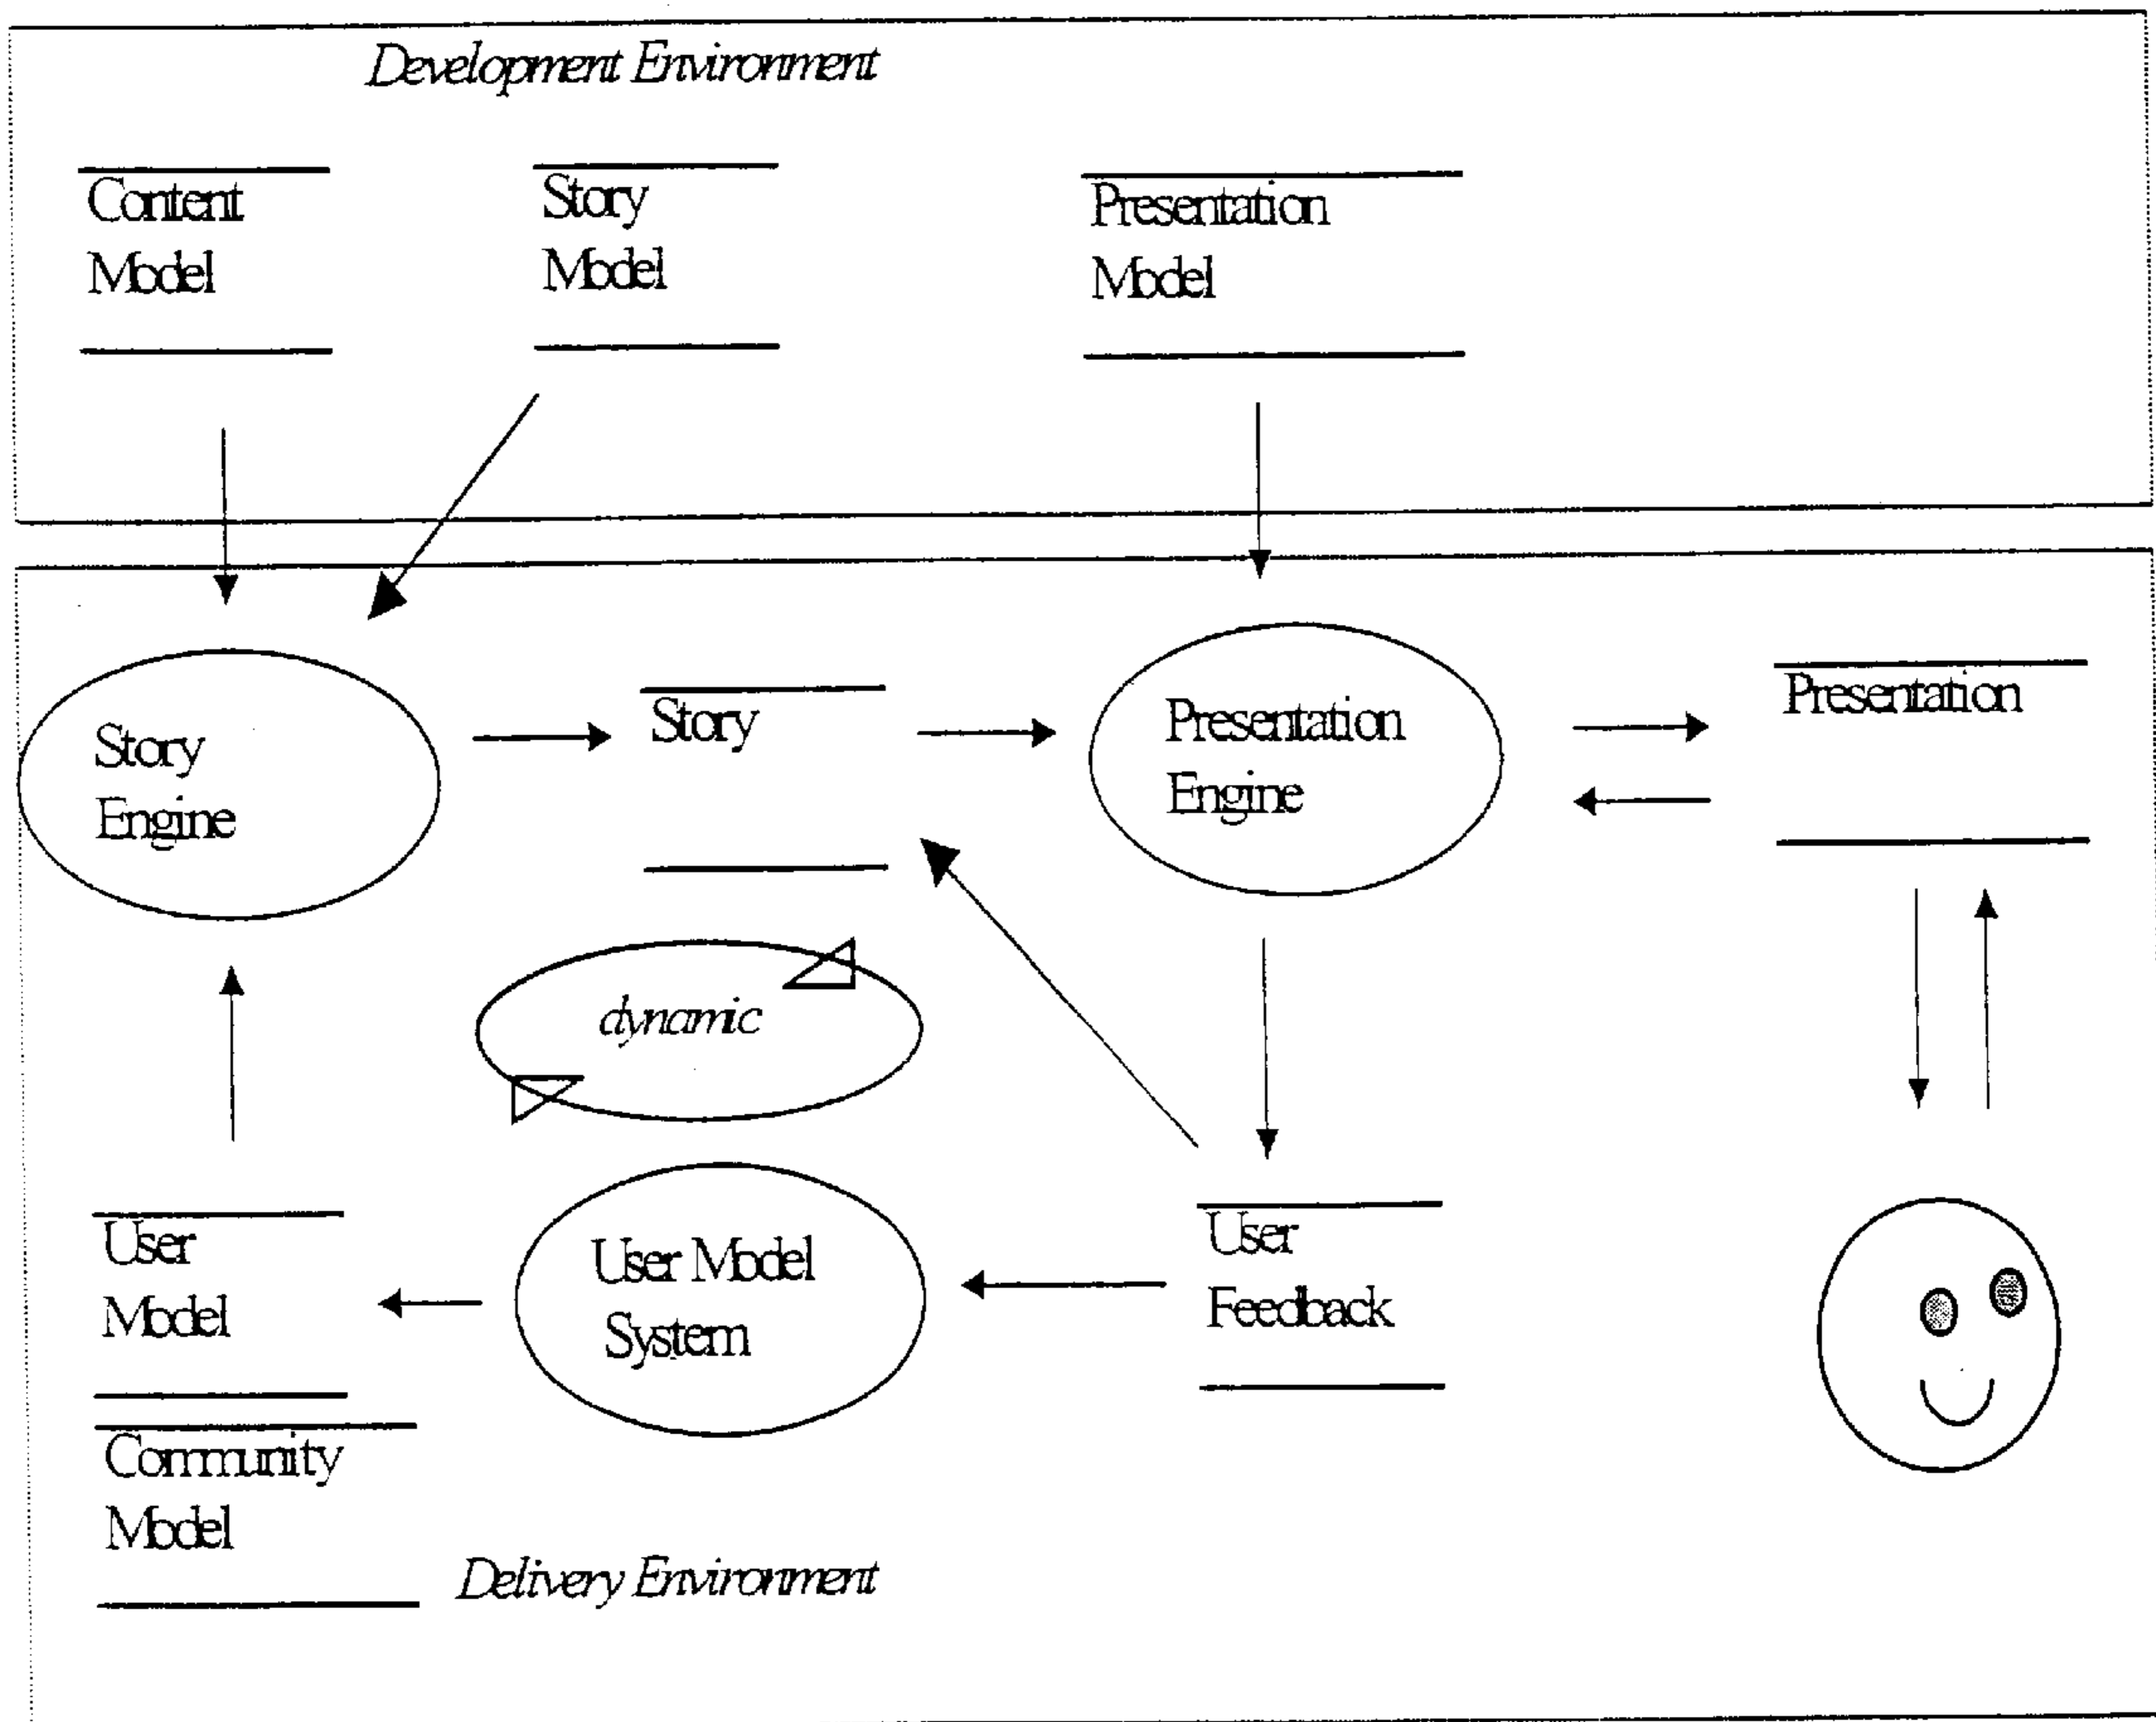 Development Environment
Content
Model
Story
Model
Presentation
Model
Story
Engine
Story
Presentation
Engine
Presentation
dynamic
User
Model
User Model
System
User
Feedback
Community
Model
Delivery Environment